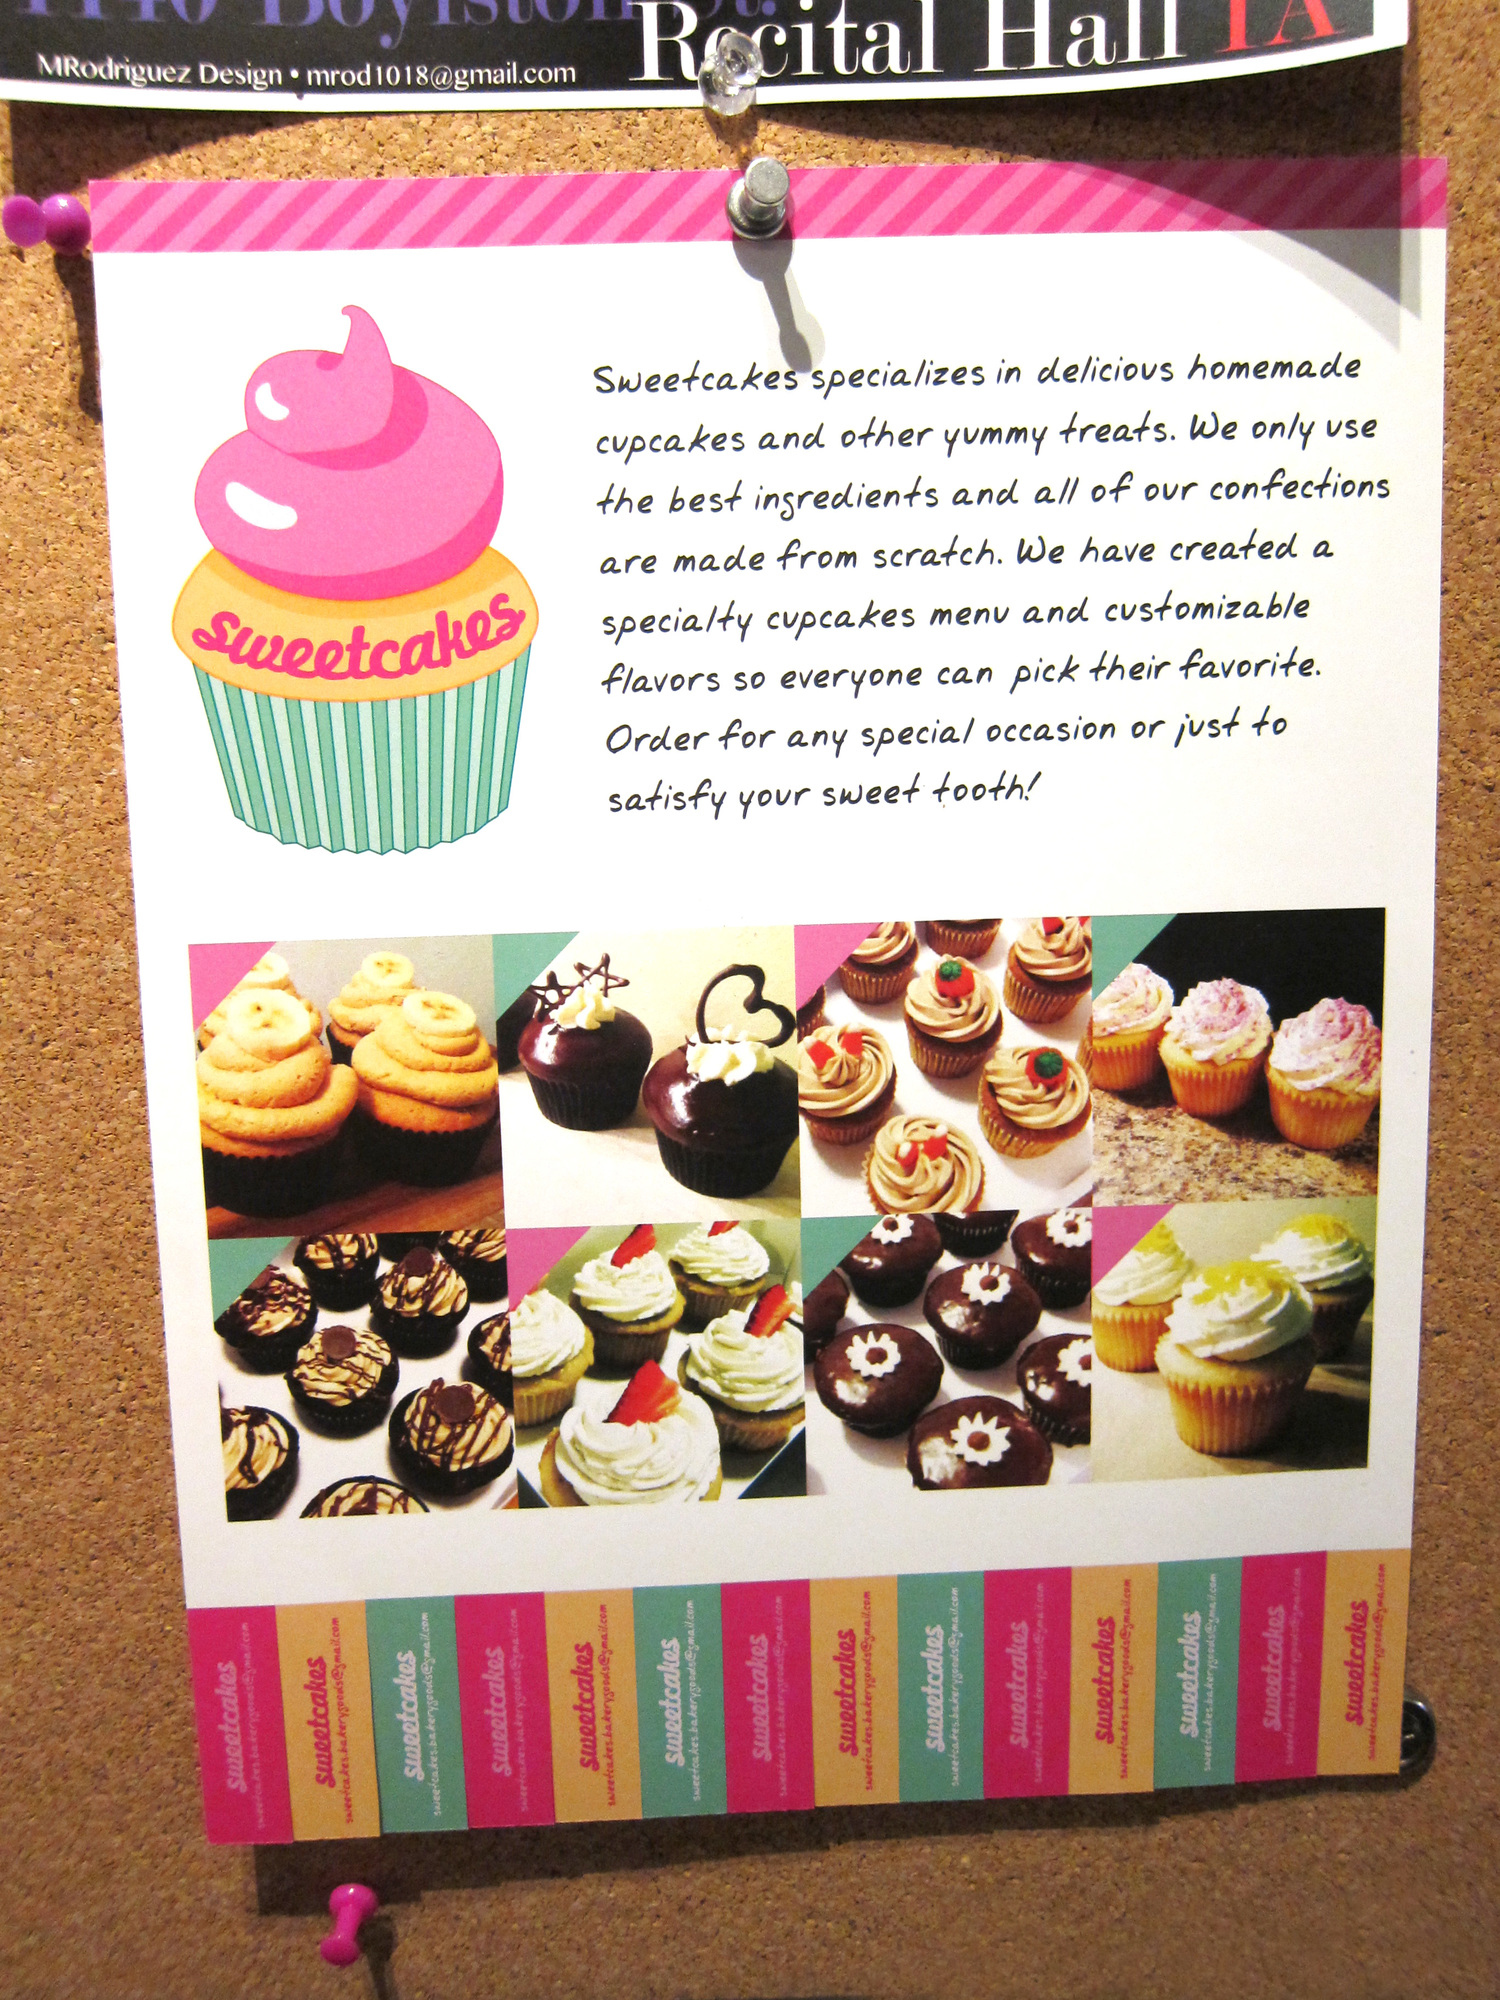 1140 Boylston St.
Recital Hall 1A
MRodriguez Design • mrod1018@gmail.com
sweetcakes
Sweetcakes specializes in delicious homemade
cupcakes and other yummy treats. We only use
the best ingredients and all of our confections
are made from scratch. We have created a
specialty cupcakes menu and customizable
flavors so everyone can pick their favorite.
Order for any special occasion or just to
satisfy your sweet tooth!
sweetcakes
sweetcakes.bakerygoods@gmail.com
sweetcakes
sweetcakes.bakerygoods@gmail.com
sweetcakes
sweetcakes.bakerygoods@gmail.com
sweetcakes
sweetcakes.bakerygoods@gmail.com
sweetcakes
sweetcakes.bakerygoods@gmail.com
sweetcakes
sweetcakes.bakerygoods@gmail.com
sweetcakes
sweetcakes.bakerygoods@gmail.com
sweetcakes
sweetcakes.bakerygoods@gmail.com
sweetcakes
sweetcakes.bakerygoods@gmail.com
sweetcakes
sweetcakes.bakerygoods@gmail.com
sweetcakes
sweetcakes.bakerygoods@gmail.com
sweetcakes
sweetcakes.bakerygoods@gmail.com
sweetcakes
sweetcakes.bakerygoods@gmail.com
sweetcakes
sweetcakes.bakerygoods@gmail.com